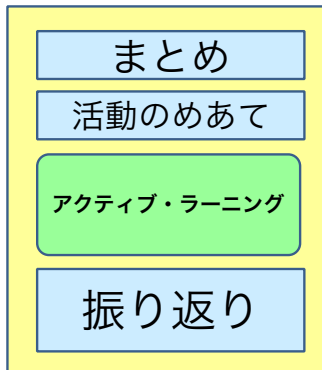 まとめ
活動のめあて
アクティブ・ラーニング
振り返り